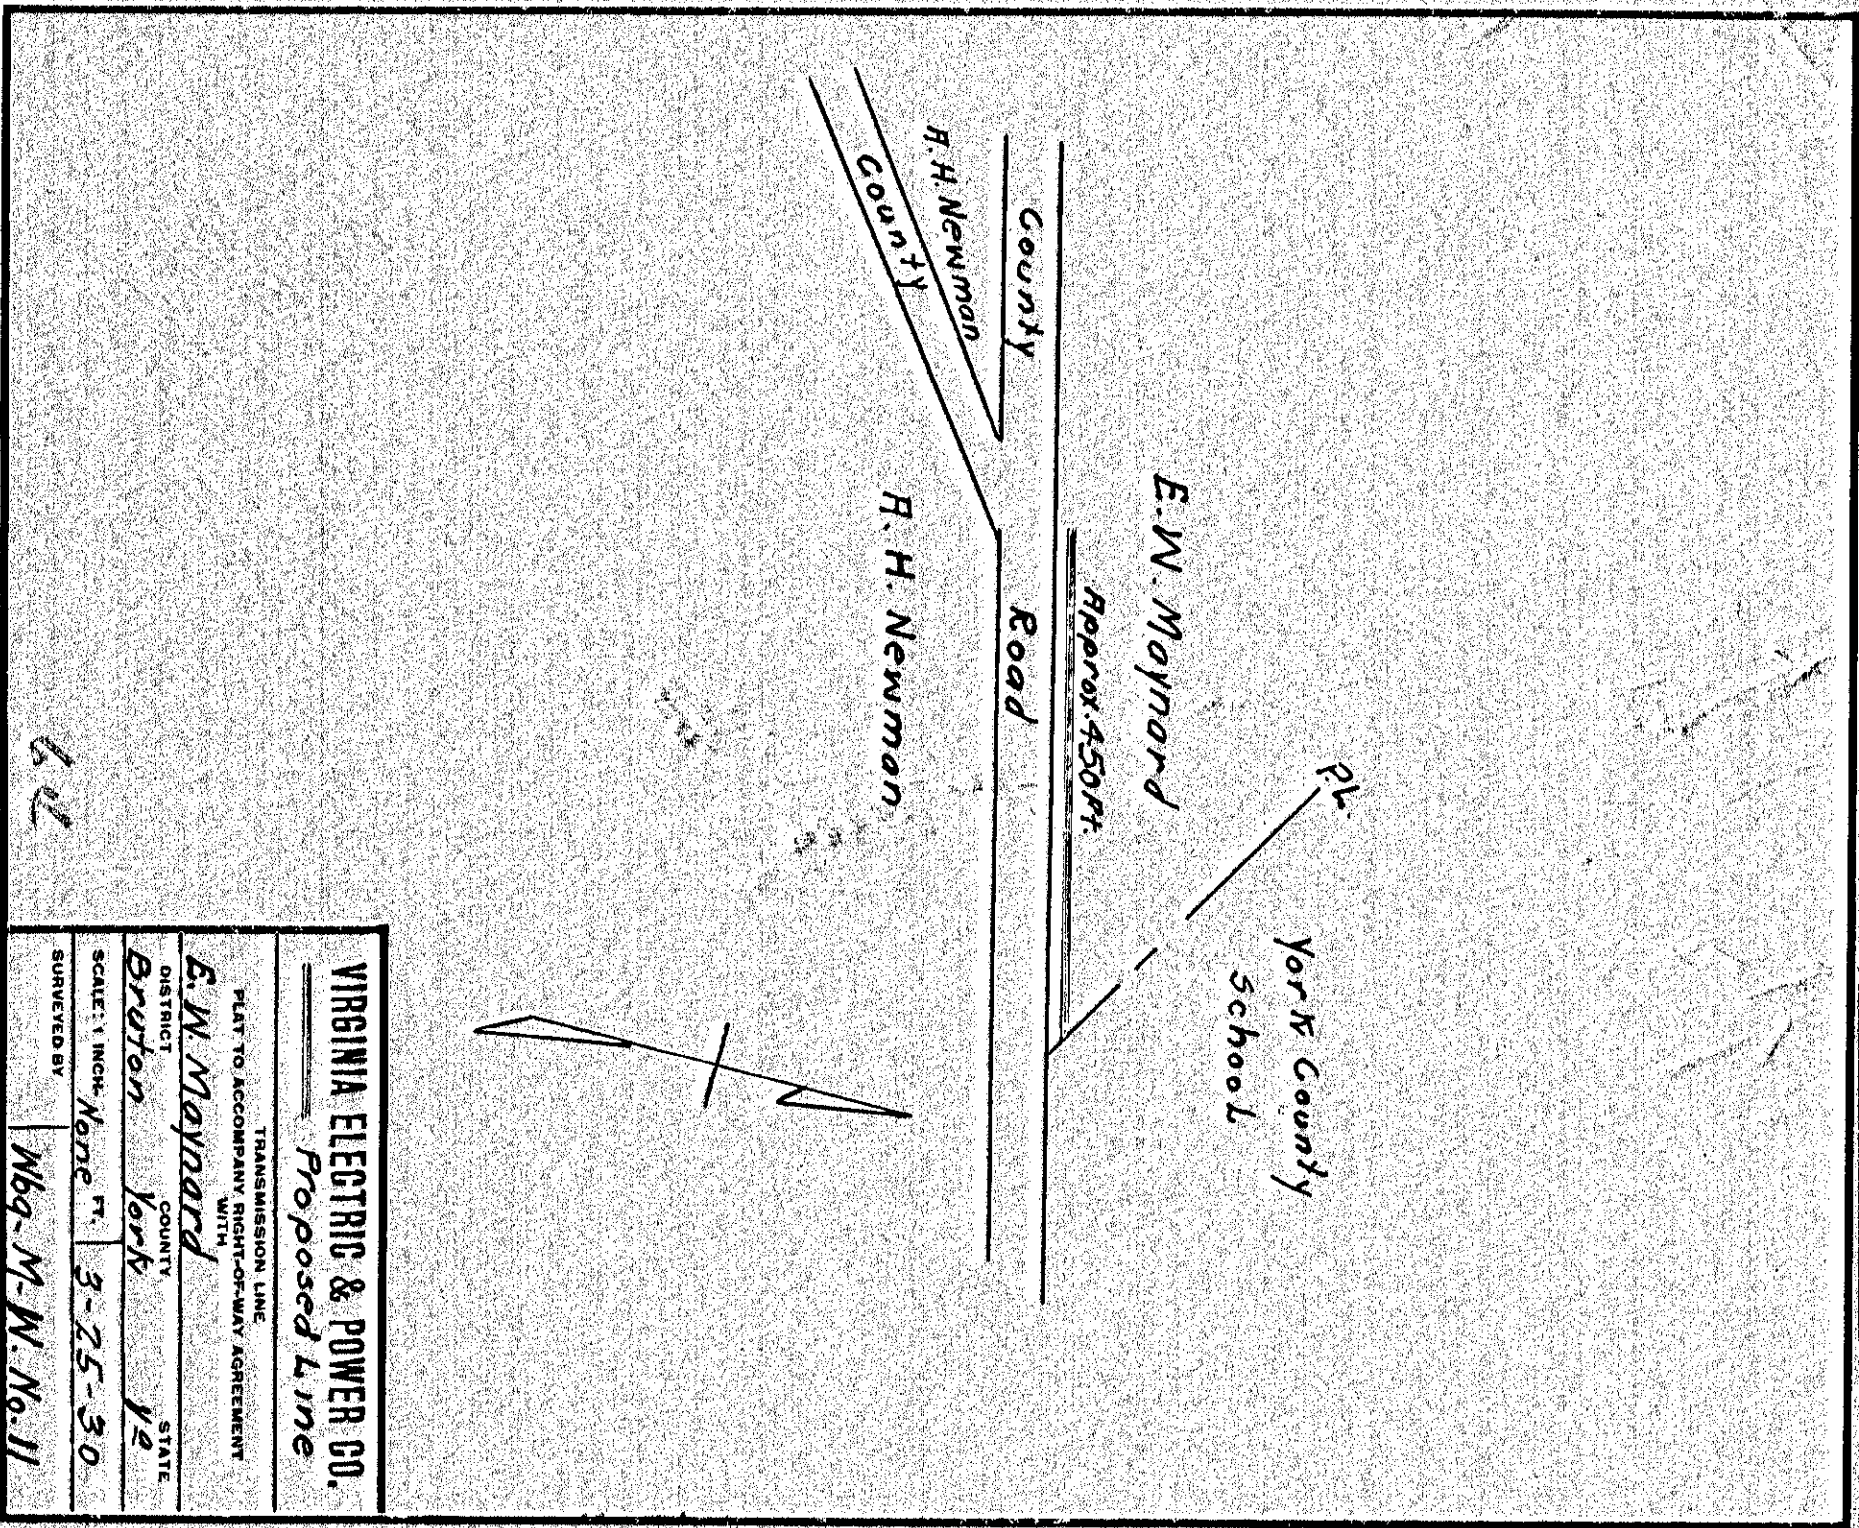 P.L.
York County
School
E.W. Maynard
Approx. 450 Ft.
County
Road
A.H. Newman
County
A. H. Newman
VIRGINIA ELECTRIC & POWER CO.
Proposed Line
TRANSMISSION LINE
PLAT TO ACCOMPANY RIGHT-OF-WAY AGREEMENT
WITH
E.W. Maynard
DISTRICT COUNTY STATE
Bruton York Va
SCALE: 1 INCH None FT. 3-25-30
SURVEYED BY
Wbg-M-W. No. 11